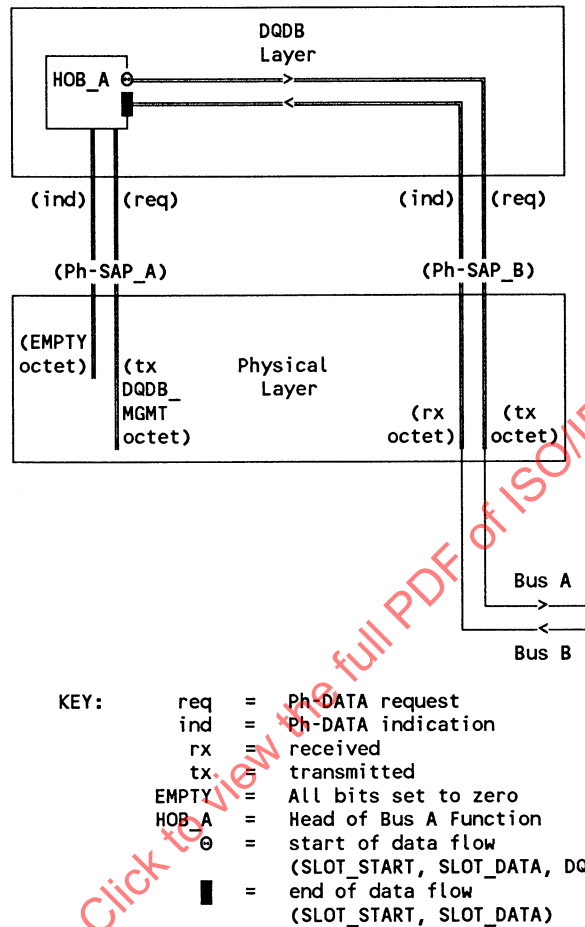 DQDB
Layer
HOB_A Θ
(ind) (req) (ind) (req)
(Ph-SAP_A) (Ph-SAP_B)
(EMPTY
octet) (tx
DQDB_
MGMT
octet)
Physical
Layer
(rx
octet)
(tx
octet)
Bus A
Bus B
KEY:
req = Ph-DATA request
ind = Ph-DATA indication
rx = received
tx = transmitted
EMPTY = All bits set to zero
HOB_A = Head of Bus A Function
Θ = start of data flow
(SLOT_START, SLOT_DATA, DQ
= end of data flow
(SLOT_START, SLOT_DATA)
Click to view the full PDF of ISO/IE